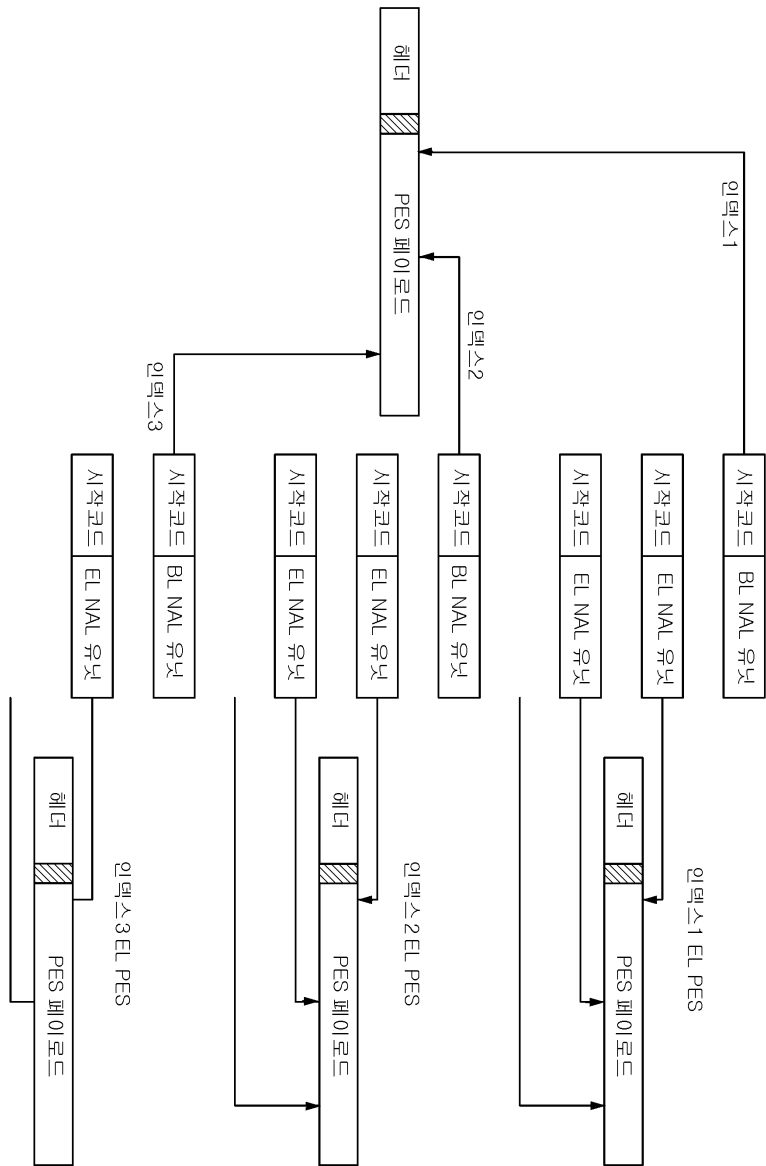 시작코드 BL NAL 유닛
인덱스1
인덱스1 EL PES
시작코드 EL NAL 유닛
헤더 PES 페이로드
시작코드 EL NAL 유닛
인덱스2
시작코드 BL NAL 유닛
인덱스2 EL PES
헤더 PES 페이로드
시작코드 EL NAL 유닛
헤더 PES 페이로드
시작코드 EL NAL 유닛
시작코드 BL NAL 유닛
인덱스3
인덱스3 EL PES
시작코드 EL NAL 유닛
헤더 PES 페이로드